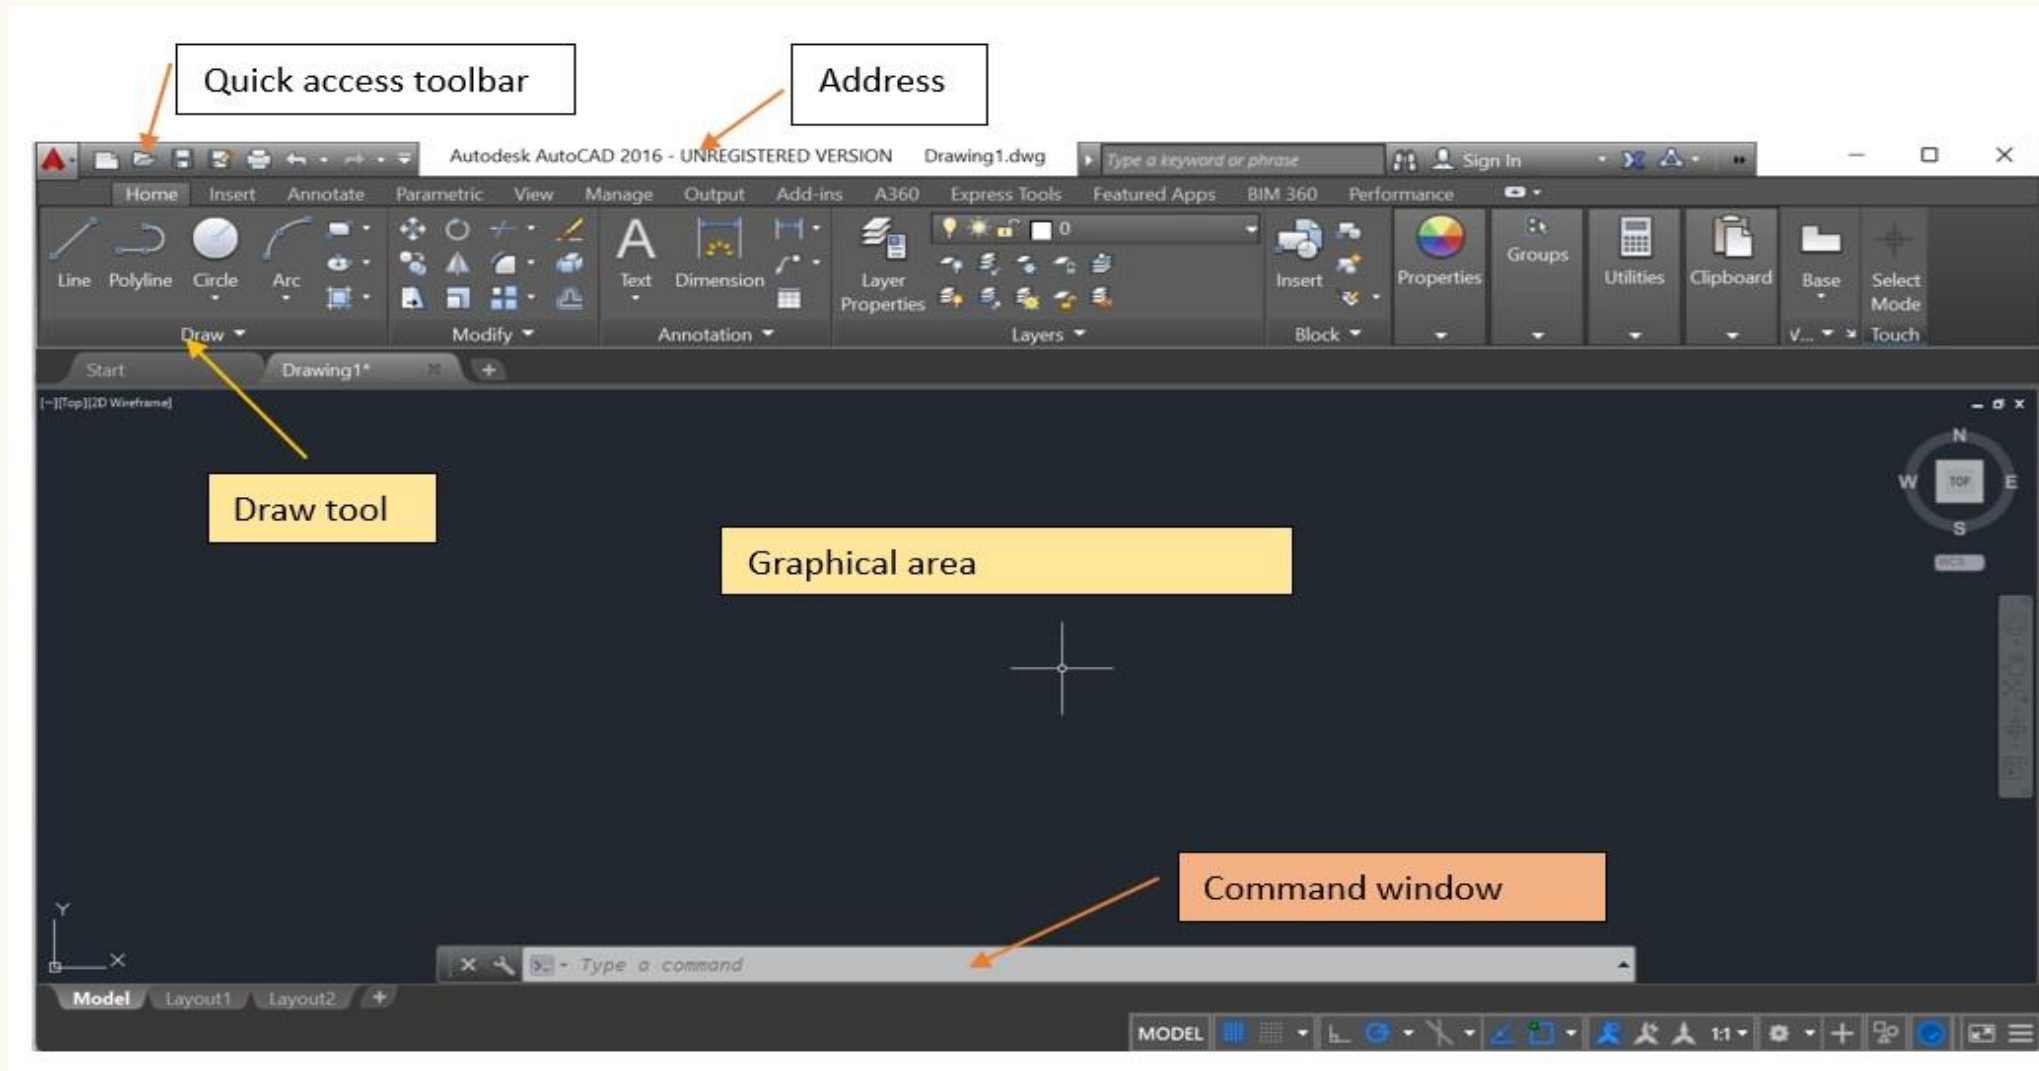 Quick access toolbar
Address
Autodesk AutoCAD 2016 - UNREGISTERED VERSION Drawing1.dwg
Type a keyword or phrase
Sign In
Home Insert Annotate Parametric View Manage Output Add-ins A360 Express Tools Featured Apps BIM 360 Performance
0
Line Polyline Circle Arc
Text Dimension
Layer
Properties
Insert
Properties
Groups
Utilities
Clipboard
Base
Select
Mode
Draw Modify Annotation Layers Block V... Touch
Start Drawing1*
[−][Top][2D Wireframe]
N
W TOP E
S
WCS
Draw tool
Graphical area
Command window
Y
X
Type a command
Model Layout1 Layout2
MODEL 1:1